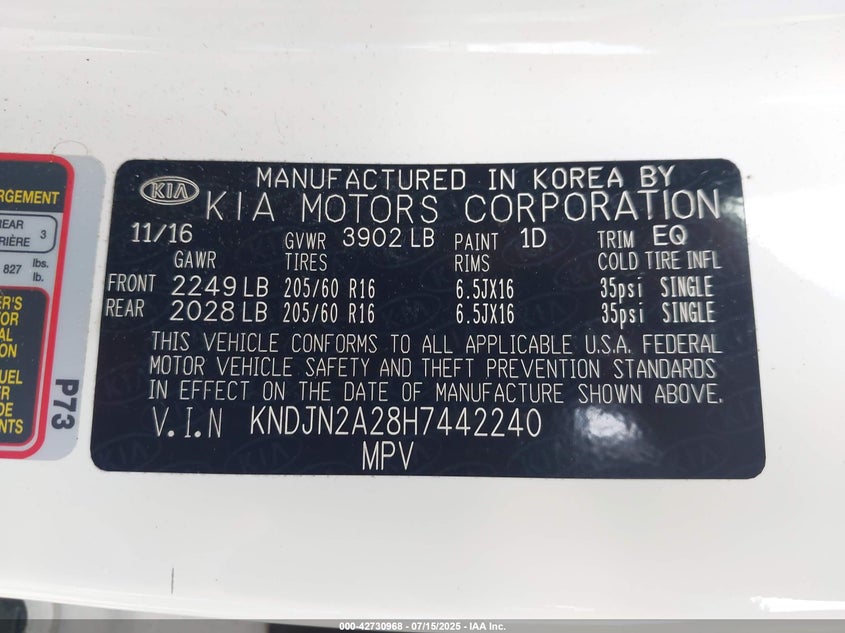 RGEMENT
REAR
RRIÈRE 3
827 lbs.
lb.
P73
KIA
MANUFACTURED IN KOREA BY
KIA MOTORS CORPORATION
11/16 GVWR 3902 LB PAINT 1D TRIM EQ
GAWR TIRES RIMS COLD TIRE INFL
FRONT 2249 LB 205/60 R16 6.5JX16 35psi SINGLE
REAR 2028 LB 205/60 R16 6.5JX16 35psi SINGLE
THIS VEHICLE CONFORMS TO ALL APPLICABLE U.S.A. FEDERAL
MOTOR VEHICLE SAFETY AND THEFT PREVENTION STANDARDS
IN EFFECT ON THE DATE OF MANUFACTURE SHOWN ABOVE.
V.I.N KNDJN2A28H7442240
MPV
000-42730968 - 07/15/2025 - IAA Inc.